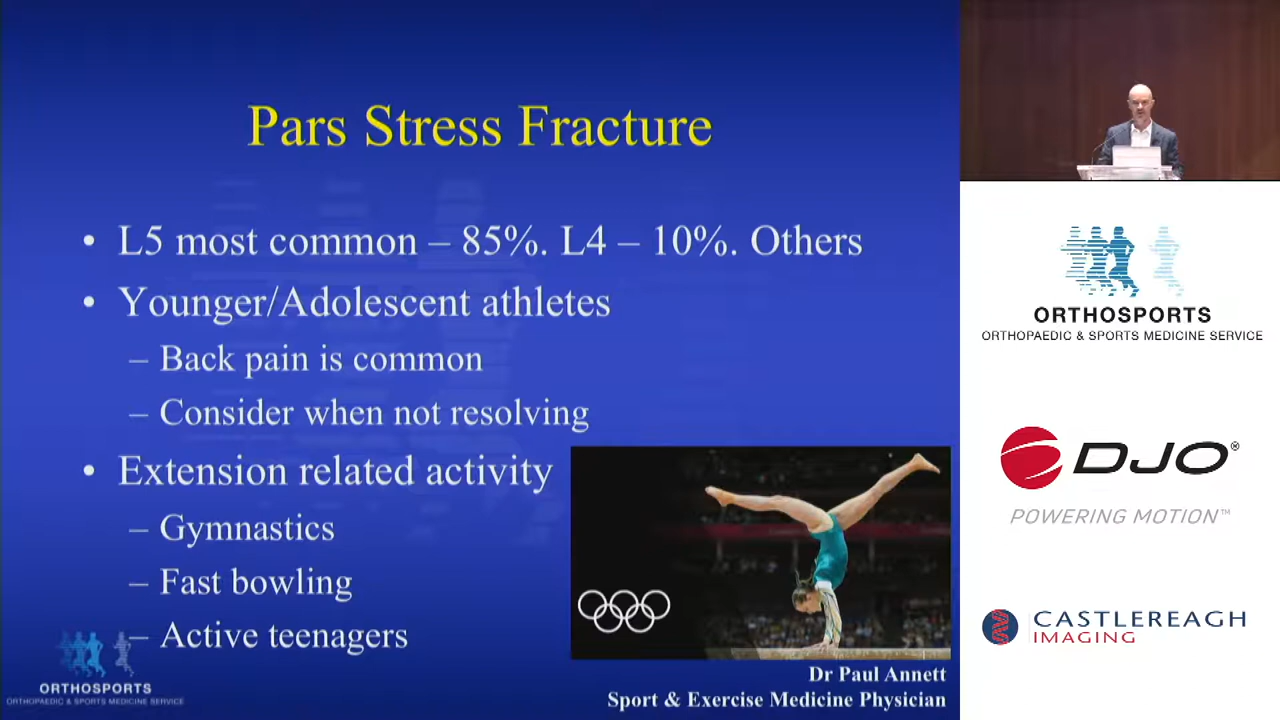 Pars Stress Fracture
• L5 most common – 85%. L4 – 10%. Others
• Younger/Adolescent athletes
– Back pain is common
– Consider when not resolving
• Extension related activity
– Gymnastics
– Fast bowling
– Active teenagers
ORTHOSPORTS
ORTHOPAEDIC & SPORTS MEDICINE SERVICE
Dr Paul Annett
Sport & Exercise Medicine Physician
ORTHOSPORTS
ORTHOPAEDIC & SPORTS MEDICINE SERVICE
DJO®
POWERING MOTION™
CASTLEREAGH
IMAGING